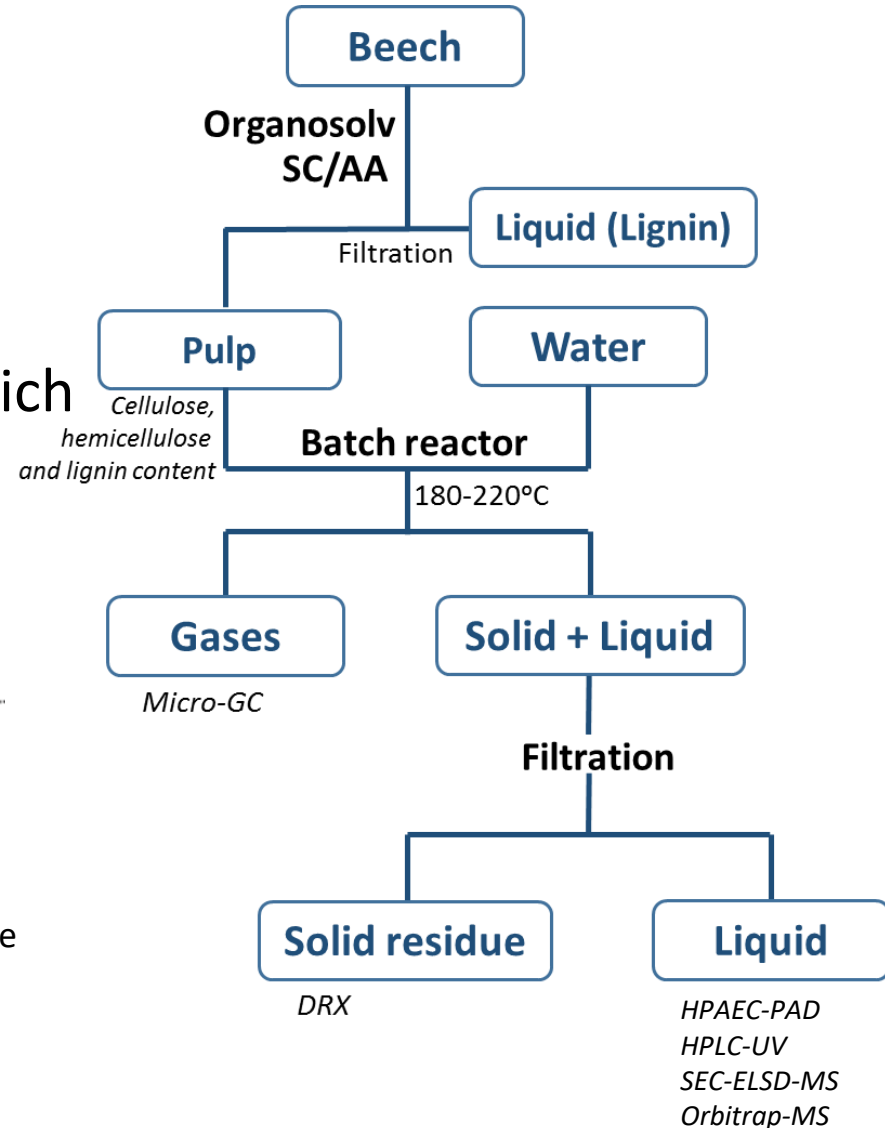 Beech
Organosolv
SC/AA
Liquid (Lignin)
Filtration
Pulp
Water
ich
Cellulose,
hemicellulose
and lignin content
Batch reactor
180-220ºC
Gases
Solid + Liquid
Micro-GC
Filtration
e
Solid residue
Liquid
DRX
HPAEC-PAD
HPLC-UV
SEC-ELSD-MS
Orbitrap-MS